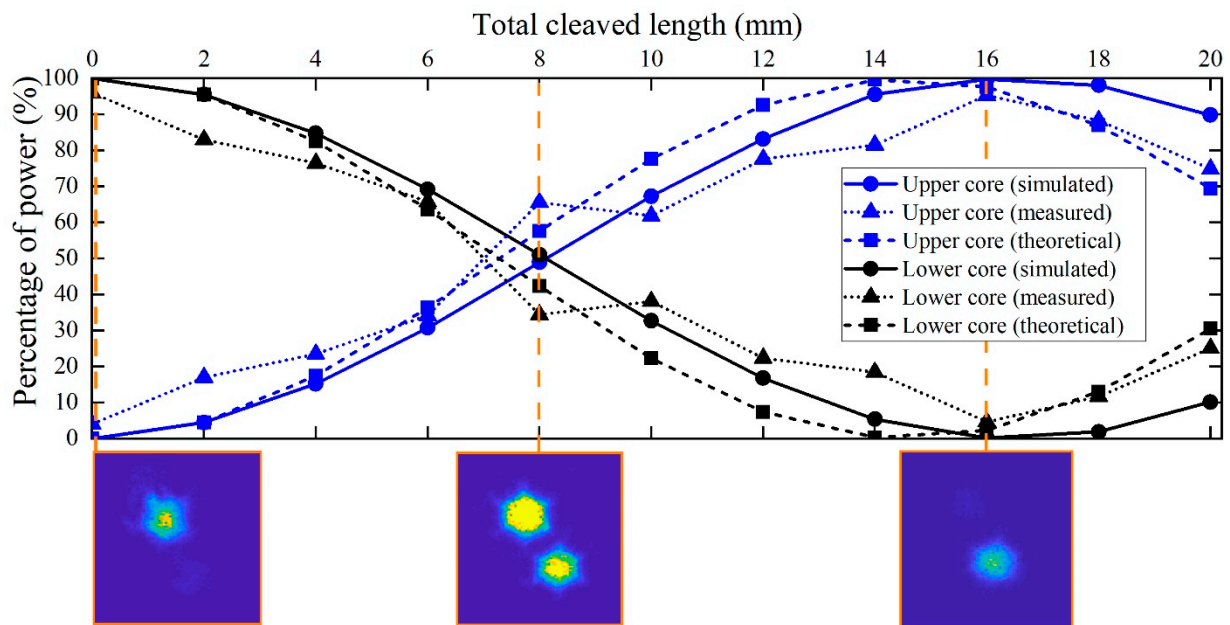 Total cleaved length (mm)
0 2 4 6 8 10 12 14 16 18 20
Percentage of power (%)
100
90
80
70
60
50
40
30
20
10
0
Upper core (simulated)
Upper core (measured)
Upper core (theoretical)
Lower core (simulated)
Lower core (measured)
Lower core (theoretical)